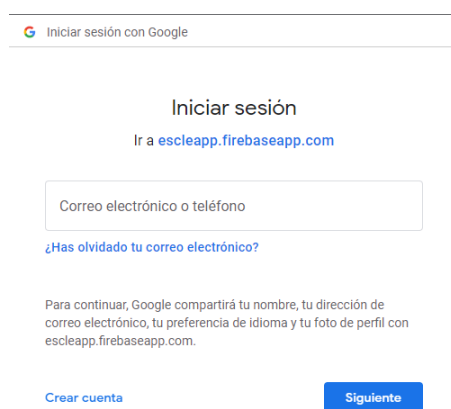 Iniciar sesión con Google
Iniciar sesión
Ir a escleapp.firebaseapp.com
Correo electrónico o teléfono
¿Has olvidado tu correo electrónico?
Para continuar, Google compartirá tu nombre, tu dirección de
correo electrónico, tu preferencia de idioma y tu foto de perfil con
escleapp.firebaseapp.com.
Crear cuenta
Siguiente